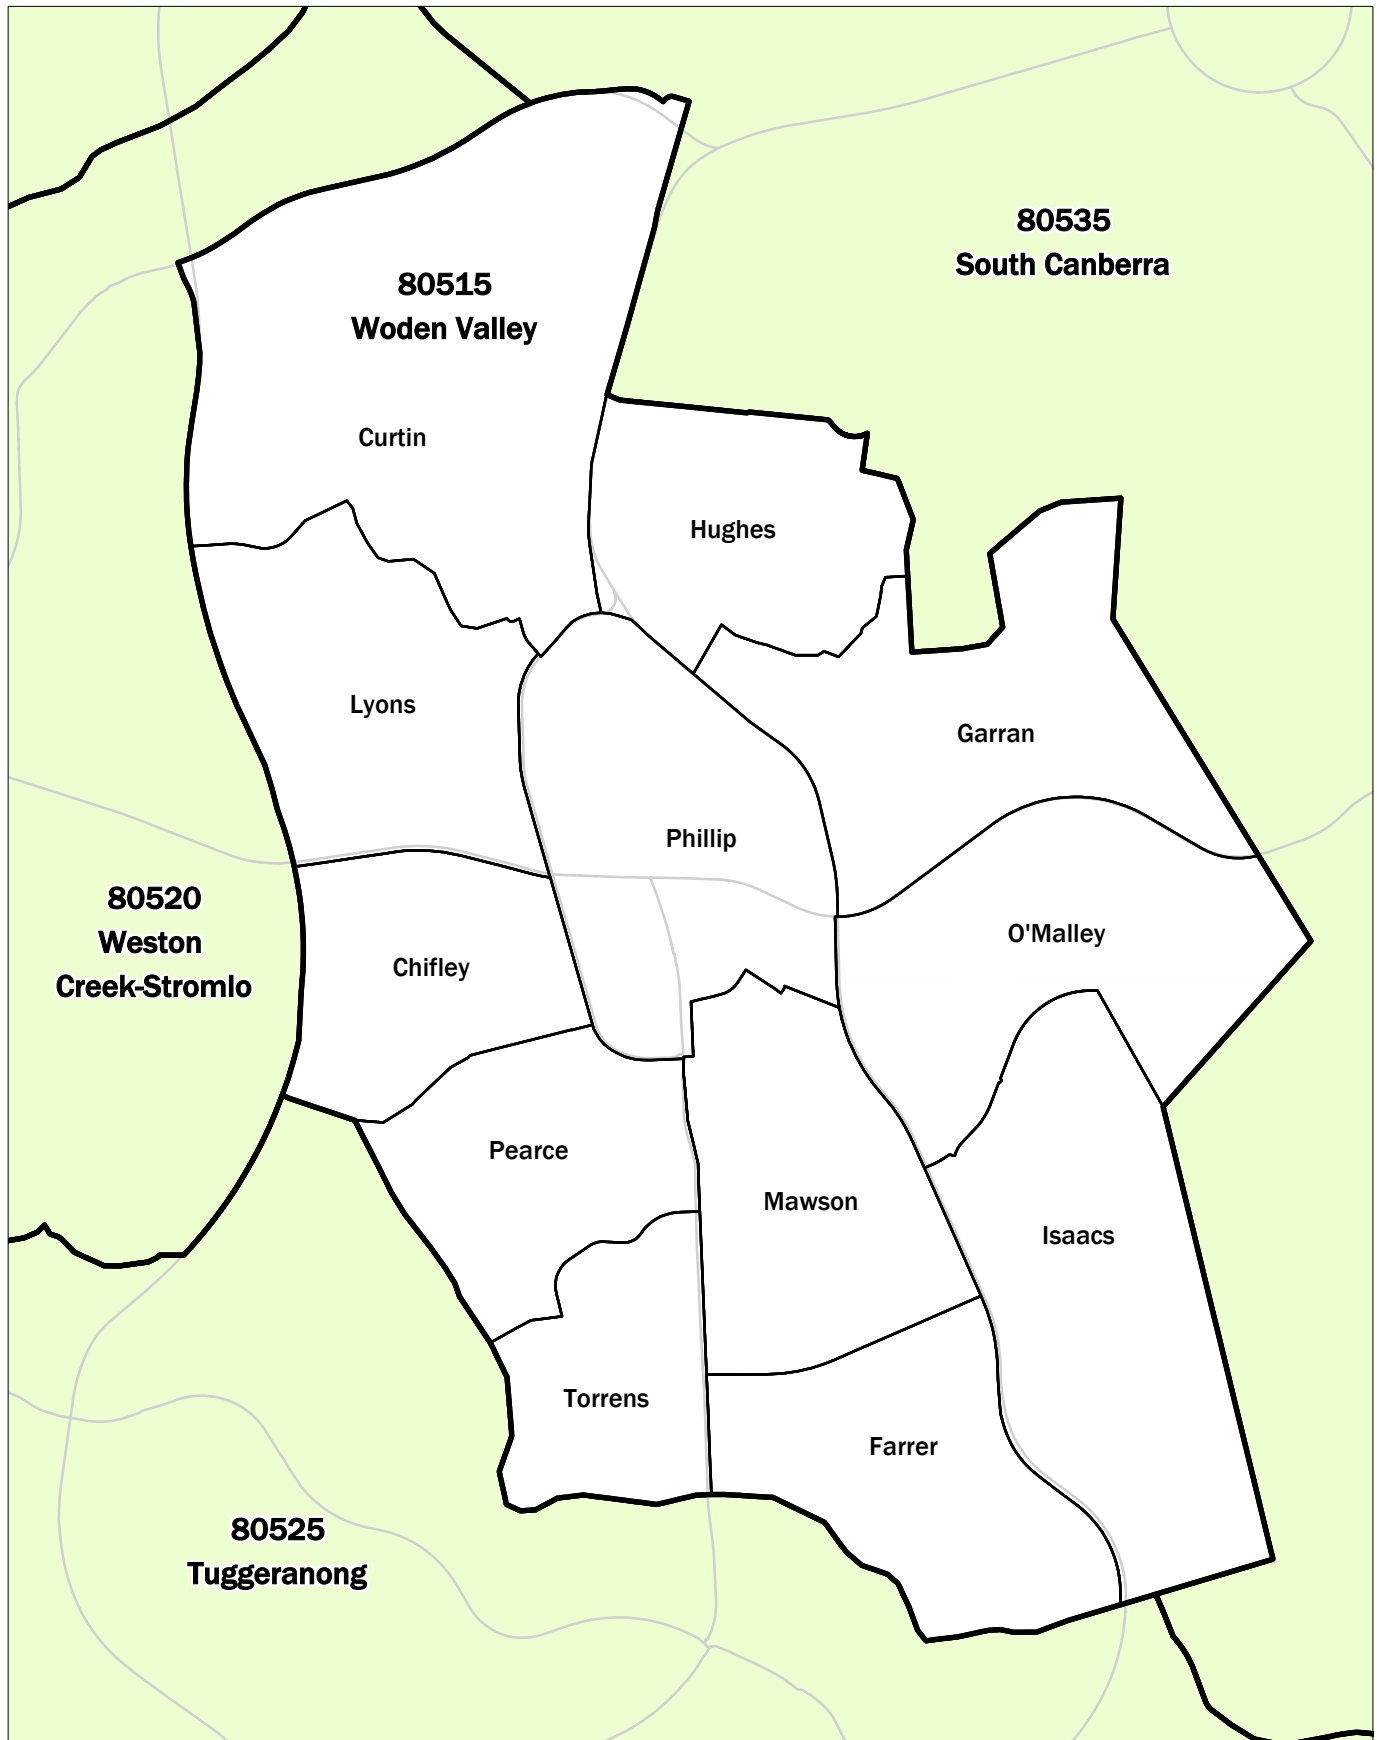 80535
South Canberra
80515
Woden Valley
Curtin
Hughes
Lyons
Garran
Phillip
80520
Weston
Creek-Stromlo
O'Malley
Chifley
Pearce
Mawson
Isaacs
Torrens
Farrer
80525
Tuggeranong